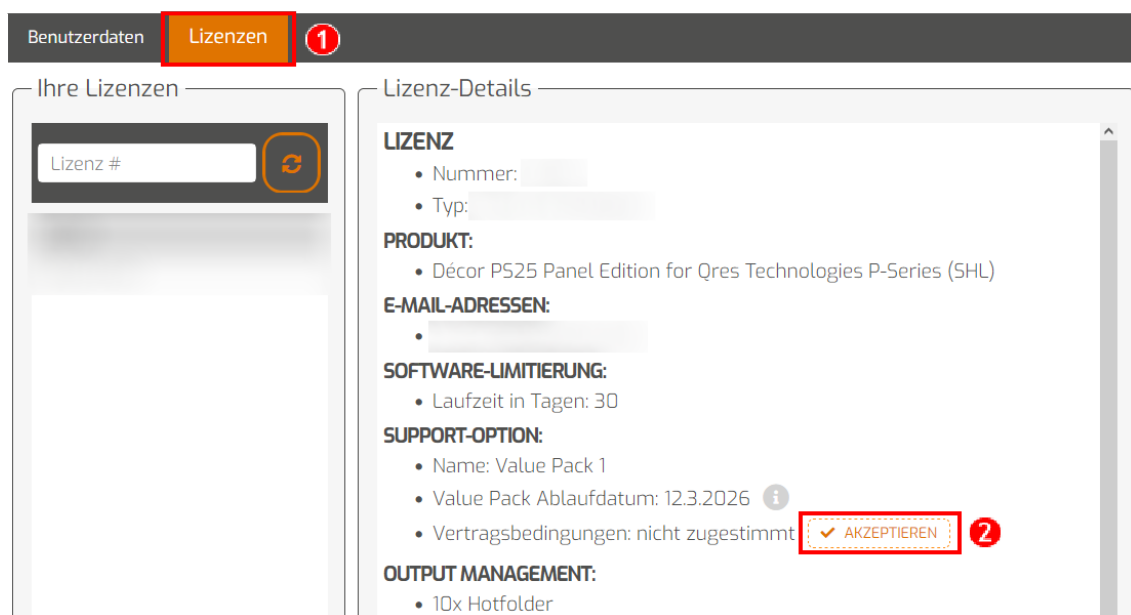 Benutzerdaten Lizenzen 1
Ihre Lizenzen
Lizenz #
Lizenz-Details
LIZENZ
• Nummer:
• Typ:
PRODUKT:
• Décor PS25 Panel Edition for Qres Technologies P-Series (SHL)
E-MAIL-ADRESSEN:
SOFTWARE-LIMITIERUNG:
• Laufzeit in Tagen: 30
SUPPORT-OPTION:
• Name: Value Pack 1
• Value Pack Ablaufdatum: 12.3.2026 i
• Vertragsbedingungen: nicht zugestimmt AKZEPTIEREN 2
OUTPUT MANAGEMENT:
• 10x Hotfolder